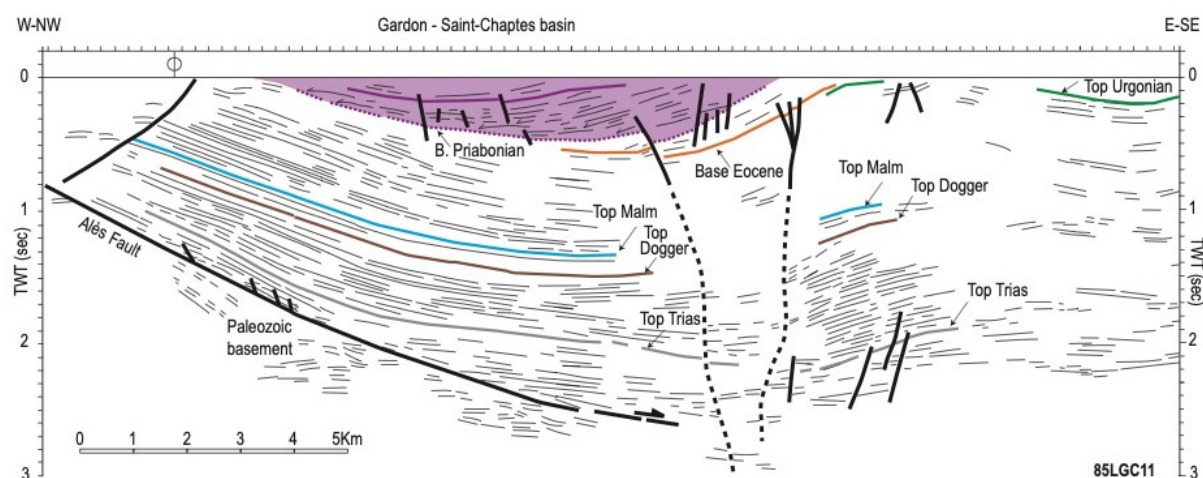 W-NW
Gardon - Saint-Chaptes basin
E-SE
0
0
Top Urgonian
B. Priabonian
Base Eocene
Top Malm
Top Dogger
1
1
Alès Fault
Top Malm
Top
Dogger
TWT (sec)
TWT (sec)
Top Trias
Top Trias
Paleozoic
basement
2
2
0 1 2 3 4 5Km
85LGC11
3
3